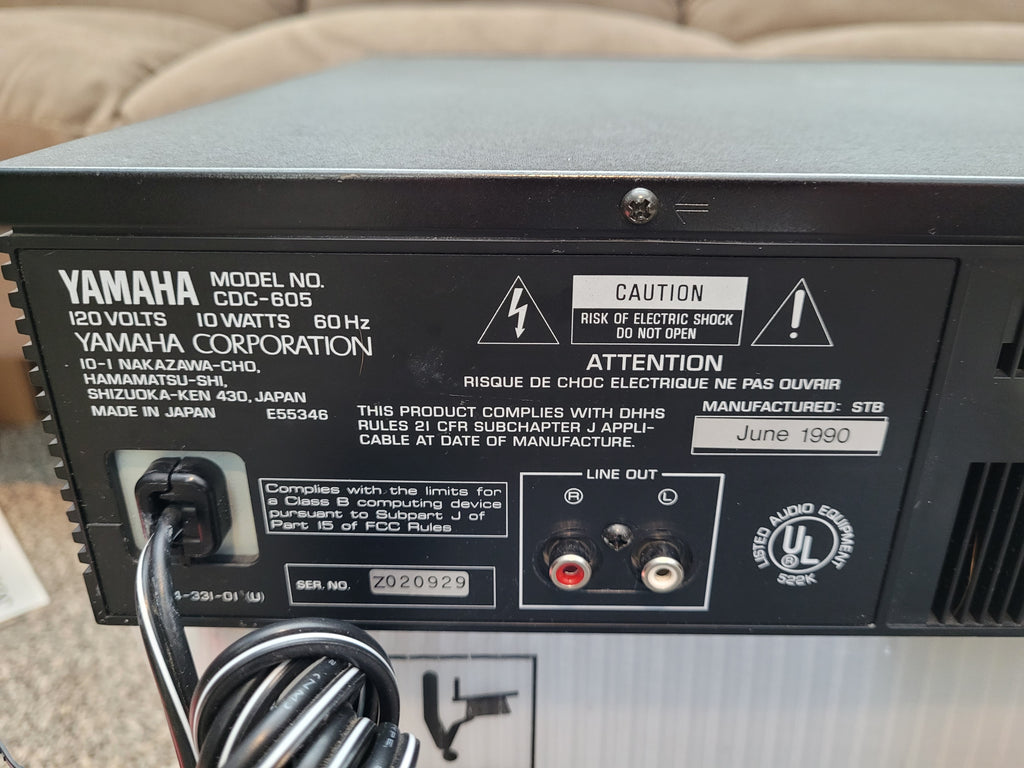 YAMAHA MODEL NO.
CDC-605
120 VOLTS 10 WATTS 60 Hz
YAMAHA CORPORATION
10-1 NAKAZAWA-CHO,
HAMAMATSU-SHI,
SHIZUOKA-KEN 430, JAPAN
MADE IN JAPAN E55346
CAUTION
RISK OF ELECTRIC SHOCK
DO NOT OPEN
ATTENTION
RISQUE DE CHOC ELECTRIQUE NE PAS OUVRIR
THIS PRODUCT COMPLIES WITH DHHS
RULES 21 CFR SUBCHAPTER J APPLI-
CABLE AT DATE OF MANUFACTURE.
MANUFACTURED: STB
June 1990
Complies with the limits for
a Class B computing device
pursuant to Subpart J of
Part 15 of FCC Rules
SER. NO. Z020929
LINE OUT
R L
LISTED AUDIO EQUIPMENT
UL
®
522K
-331-01 (U)